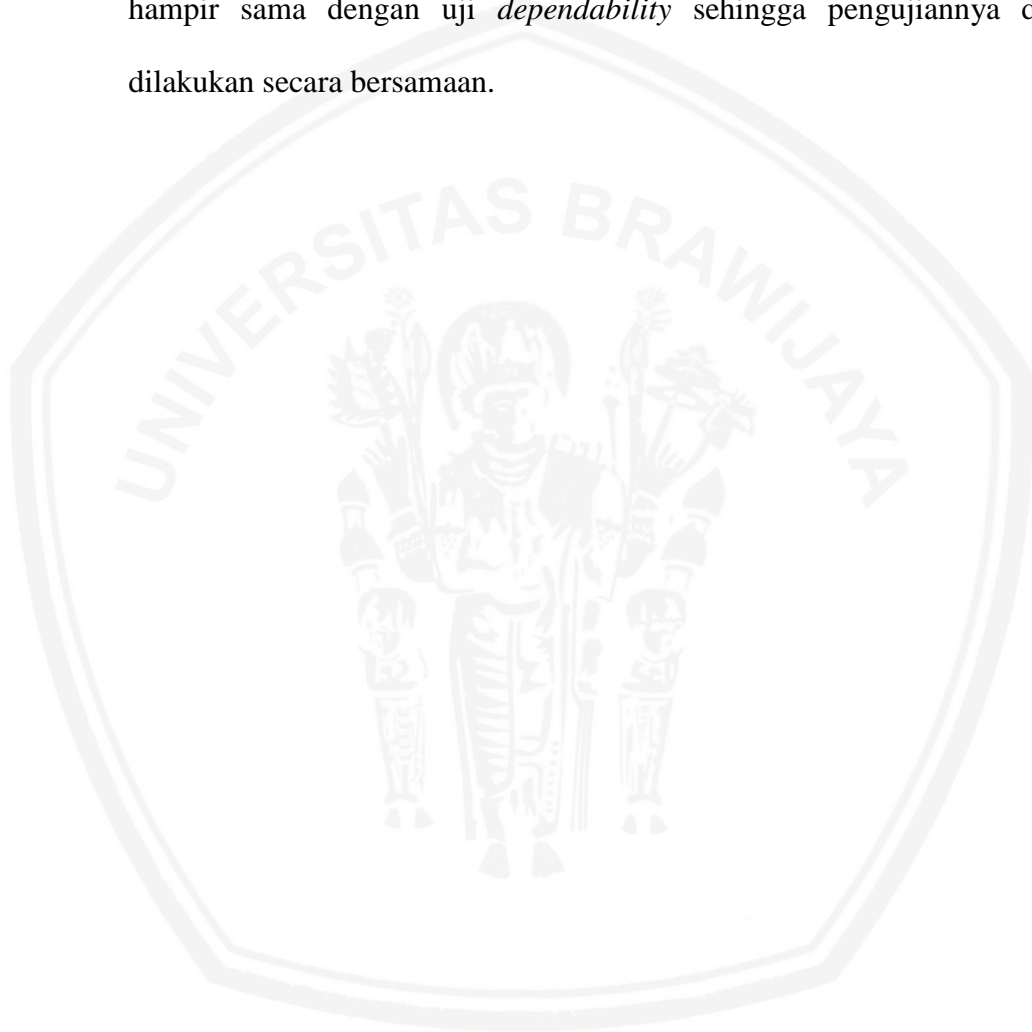 hampir sama dengan uji dependability sehingga pengujiannya
dilakukan secara bersamaan.
UNIVERSITAS BRAWIJAYA